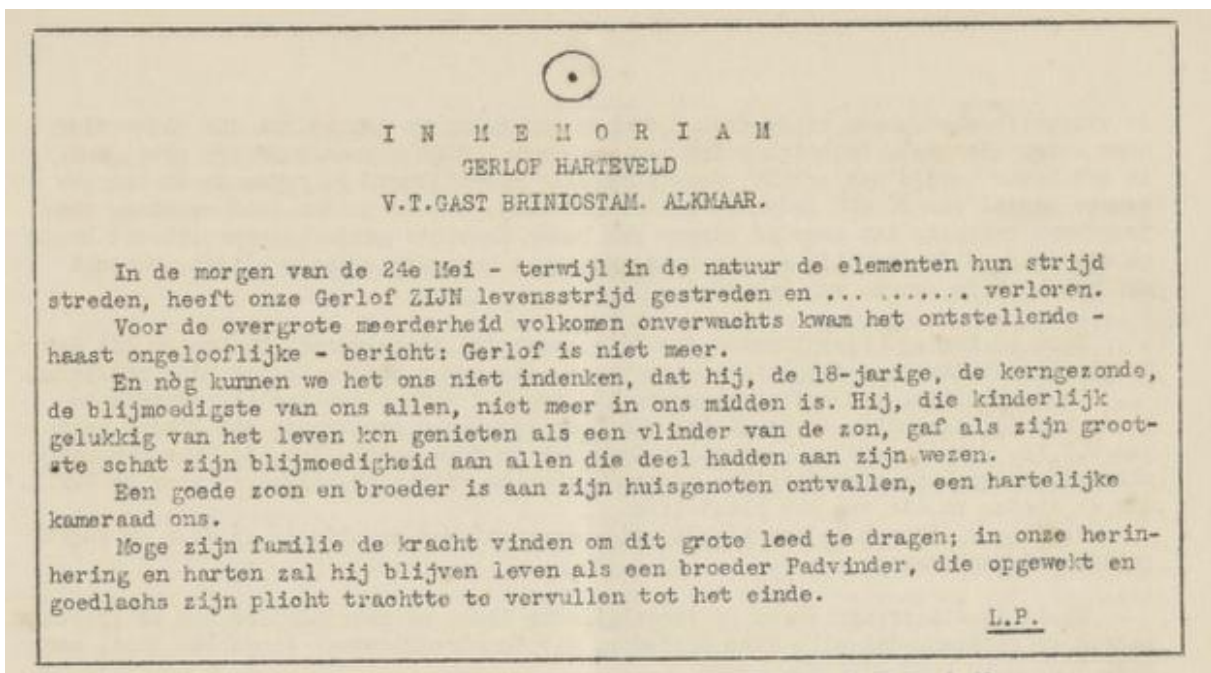 I N M E M O R I A M
GERLOF HARTEVELD
V.T.GAST BRINIOSTAM. ALKMAAR.
In de morgen van de 24e Mei - terwijl in de natuur de elementen hun strijd
streden, heeft onze Gerlof ZIJN levensstrijd gestreden en ........... verloren.
Voor de overgrote meerderheid volkomen onverwachts kwam het ontstellende -
haast ongelooflijke - bericht: Gerlof is niet meer.
En nòg kunnen we het ons niet indenken, dat hij, de 18-jarige, de kerngezonde,
de blijmoedigste van ons allen, niet meer in ons midden is. Hij, die kinderlijk
gelukkig van het leven kon genieten als een vlinder van de zon, gaf als zijn groot-
ste schat zijn blijmoedigheid aan allen die deel hadden aan zijn wezen.
Een goede zoon en broeder is aan zijn huisgenoten ontvallen, een hartelijke
kameraad ons.
Moge zijn familie de kracht vinden om dit grote leed te dragen; in onze herin-
hering en harten zal hij blijven leven als een broeder Padvinder, die opgewekt en
goedlachs zijn plicht trachtte te vervullen tot het einde.
L.P.